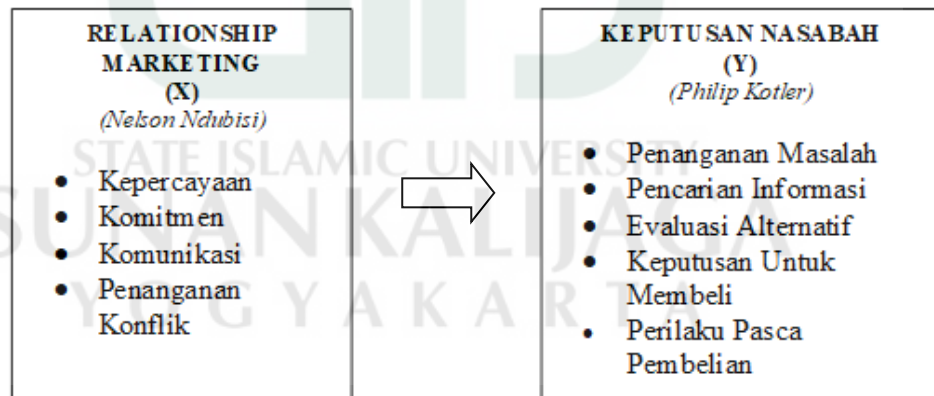 RELATIONSHIP
MARKETING
(X)
(Nelson Ndubisi)
• Kepercayaan
• Komitmen
• Komunikasi
• Penanganan
Konflik
KEPUTUSAN NASABAH
(Y)
(Philip Kotler)
• Penanganan Masalah
• Pencarian Informasi
• Evaluasi Alternatif
• Keputusan Untuk
Membeli
• Perilaku Pasca
Pembelian
STATE ISLAMIC UNIVERSITY
SUNAN KALIJAGA
YOGYAKARTA